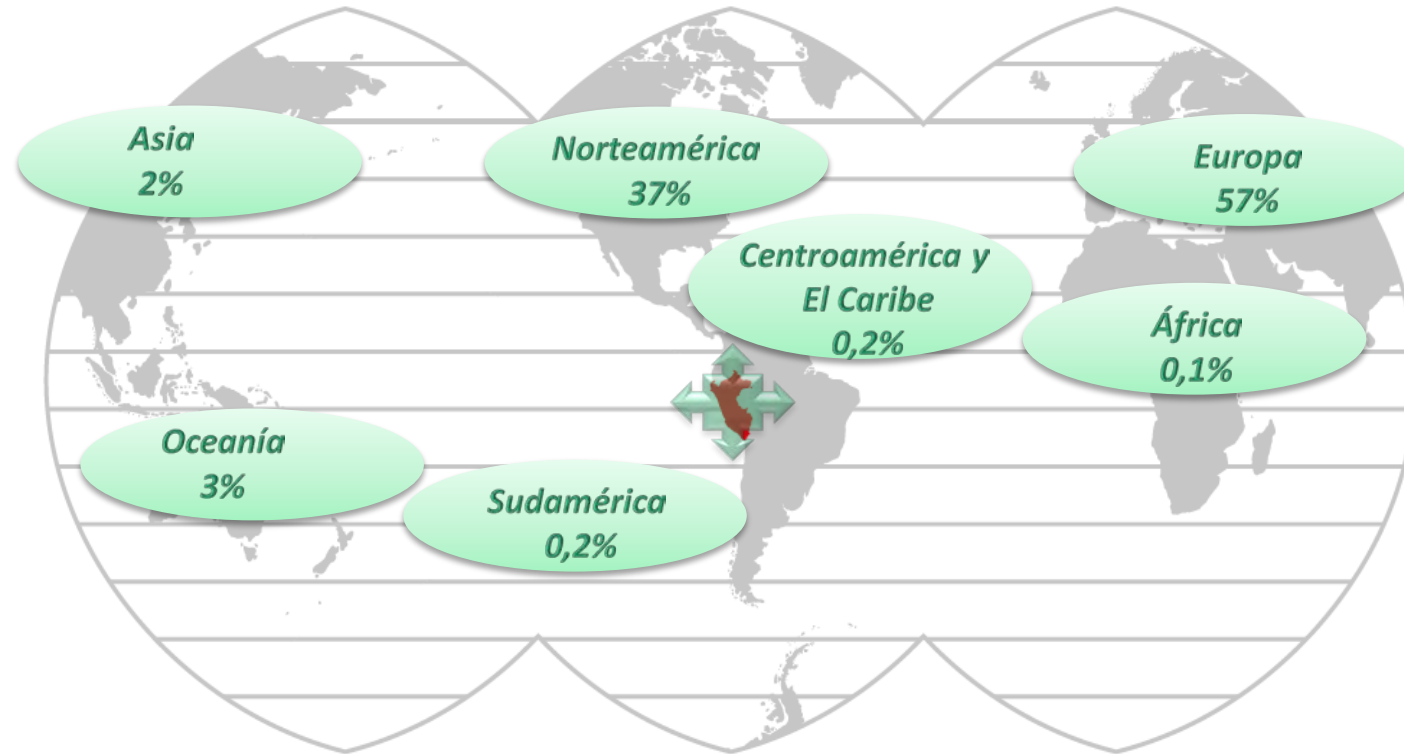 Asia
2%
Norteamérica
37%
Europa
57%
Centroamérica y
El Caribe
0,2%
África
0,1%
Oceanía
3%
Sudamérica
0,2%